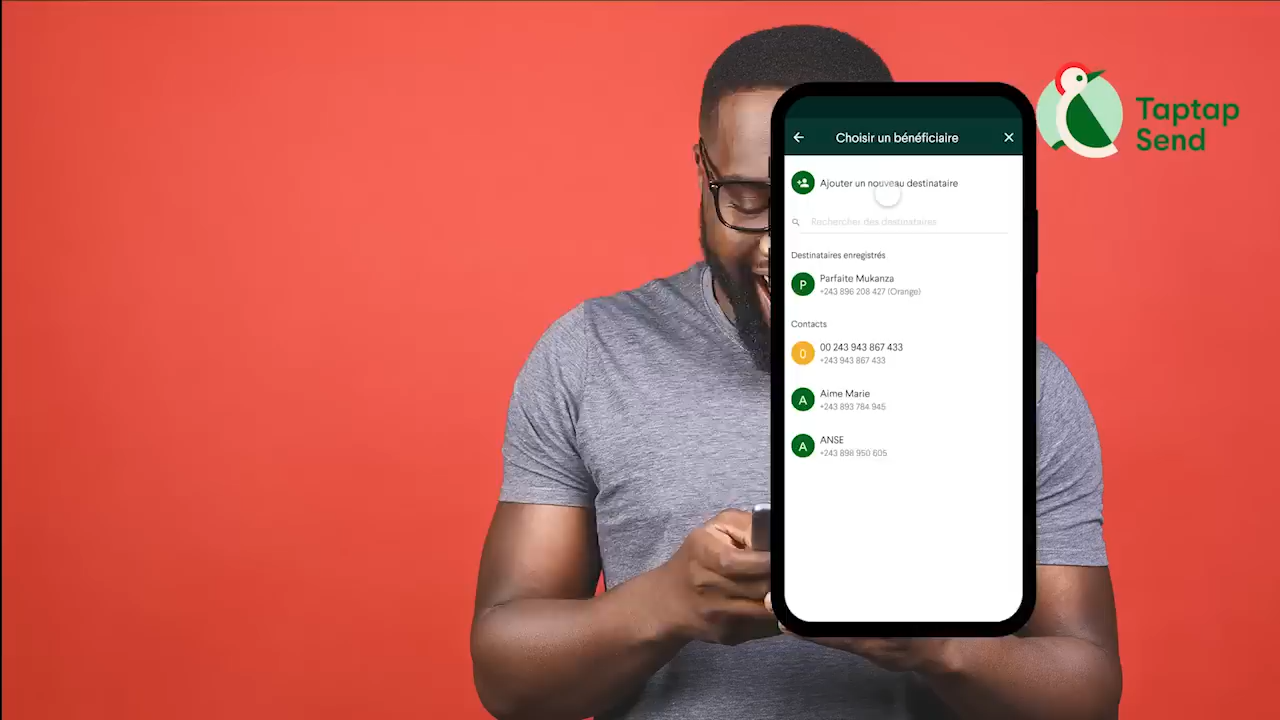 Taptap
Send
Choisir un bénéficiaire
Ajouter un nouveau destinataire
Rechercher des destinataires
Destinataires enregistrés
P
Parfaite Mukanza
+243 896 208 427 (Orange)
Contacts
0
00 243 943 867 433
+243 943 867 433
A
Aime Marie
+243 893 784 945
A
ANSE
+243 898 950 605